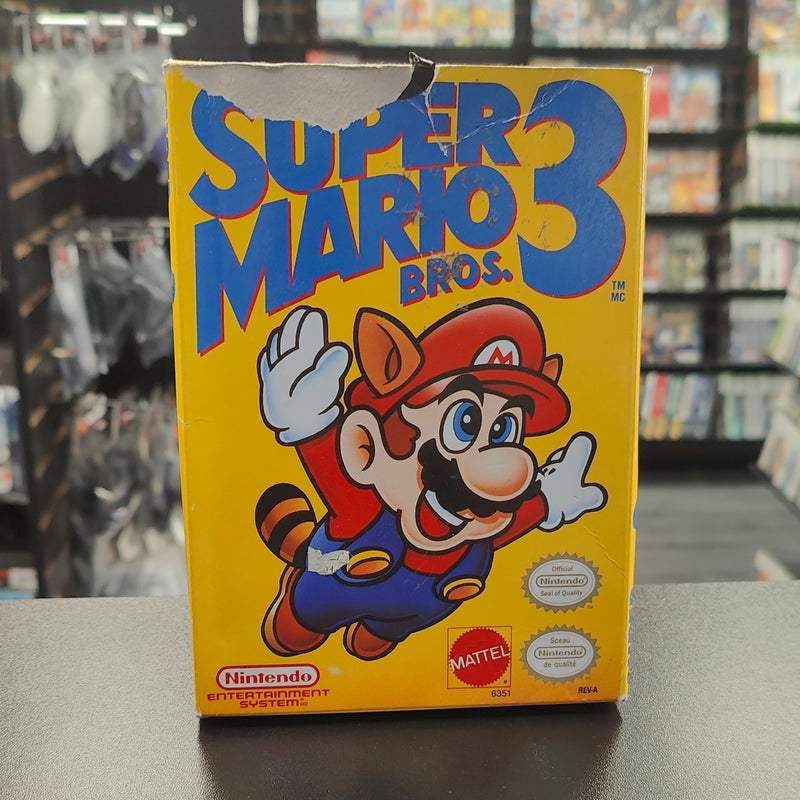 SUPER
MARIO
BROS.
3
TM
MC
M
Official
Nintendo
Seal of Quality
TM
Sceau
Nintendo
de qualité
MATTEL
6351
REV-A
Nintendo
ENTERTAINMENT
SYSTEM